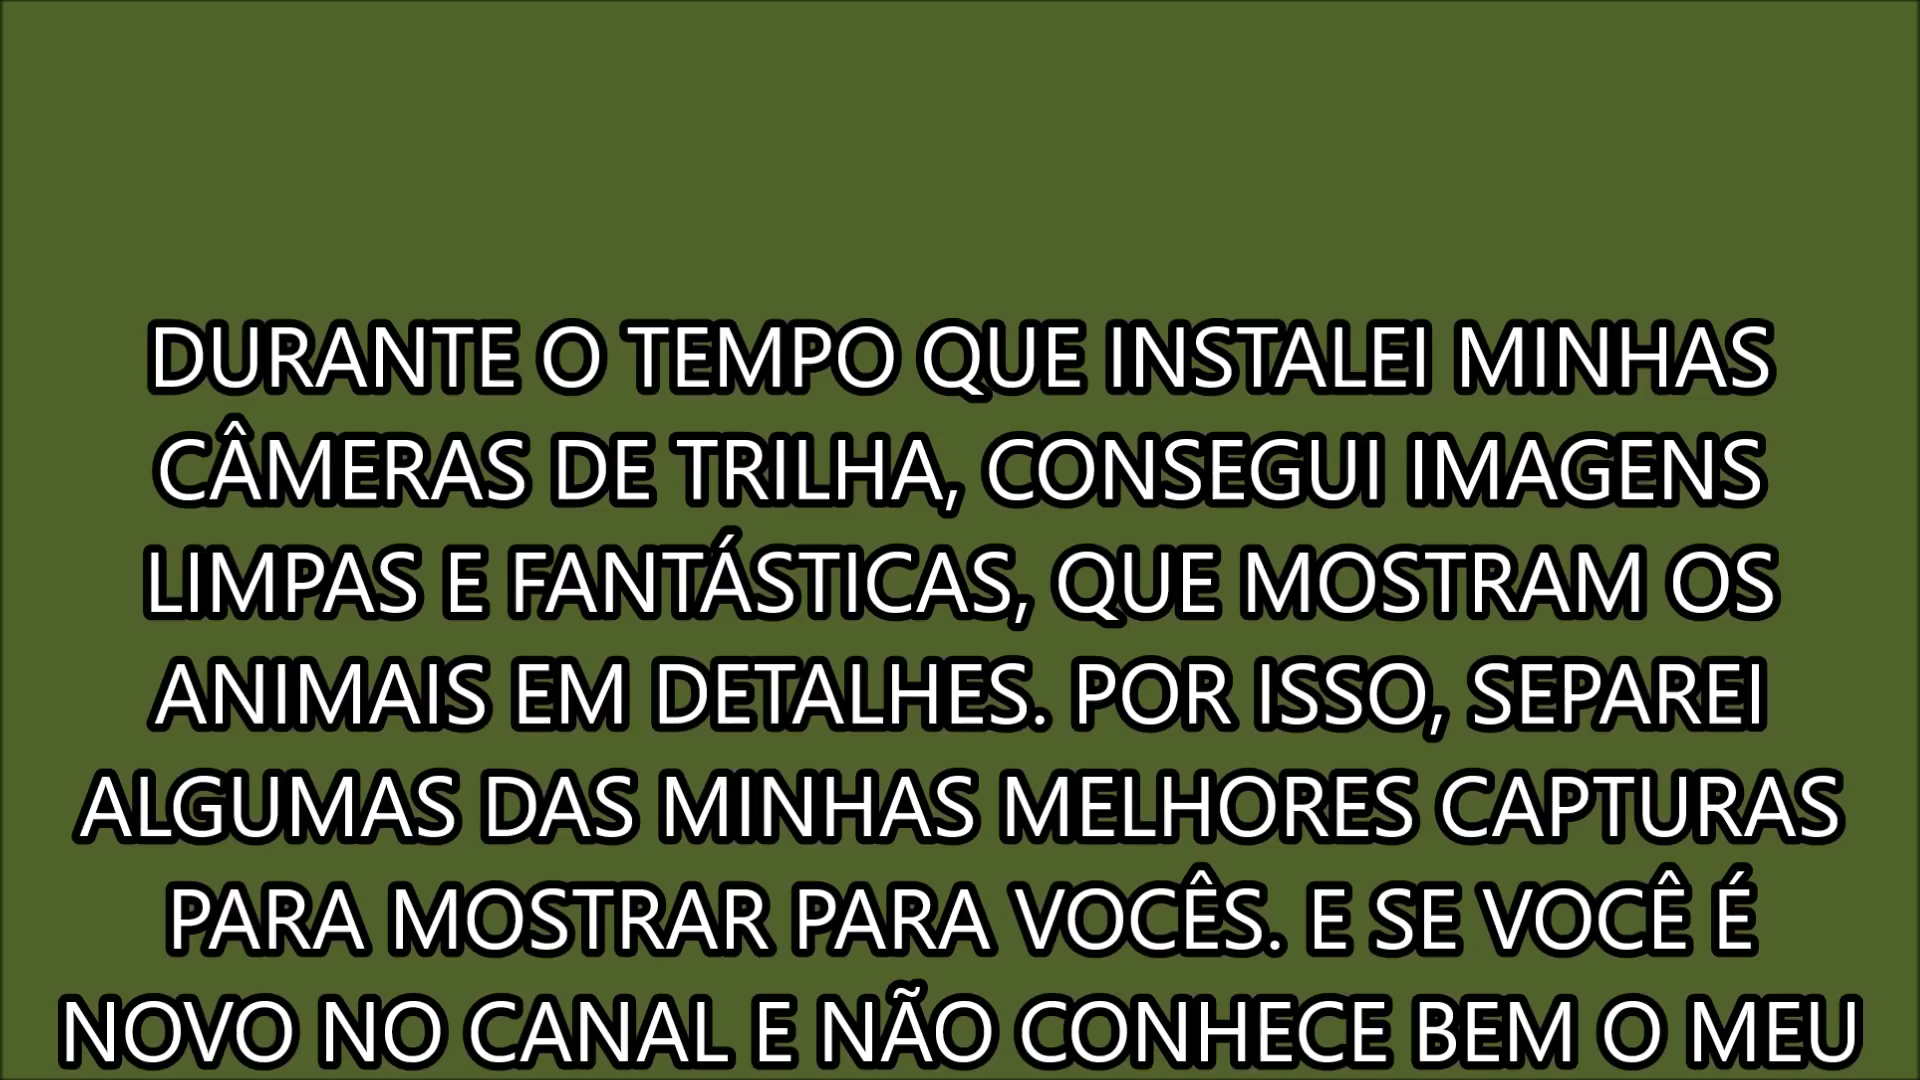 DURANTE O TEMPO QUE INSTALEI MINHAS
CÂMERAS DE TRILHA, CONSEGUI IMAGENS
LIMPAS E FANTÁSTICAS, QUE MOSTRAM OS
ANIMAIS EM DETALHES. POR ISSO, SEPAREI
ALGUMAS DAS MINHAS MELHORES CAPTURAS
PARA MOSTRAR PARA VOCÊS. E SE VOCÊ É
NOVO NO CANAL E NÃO CONHECE BEM O MEU